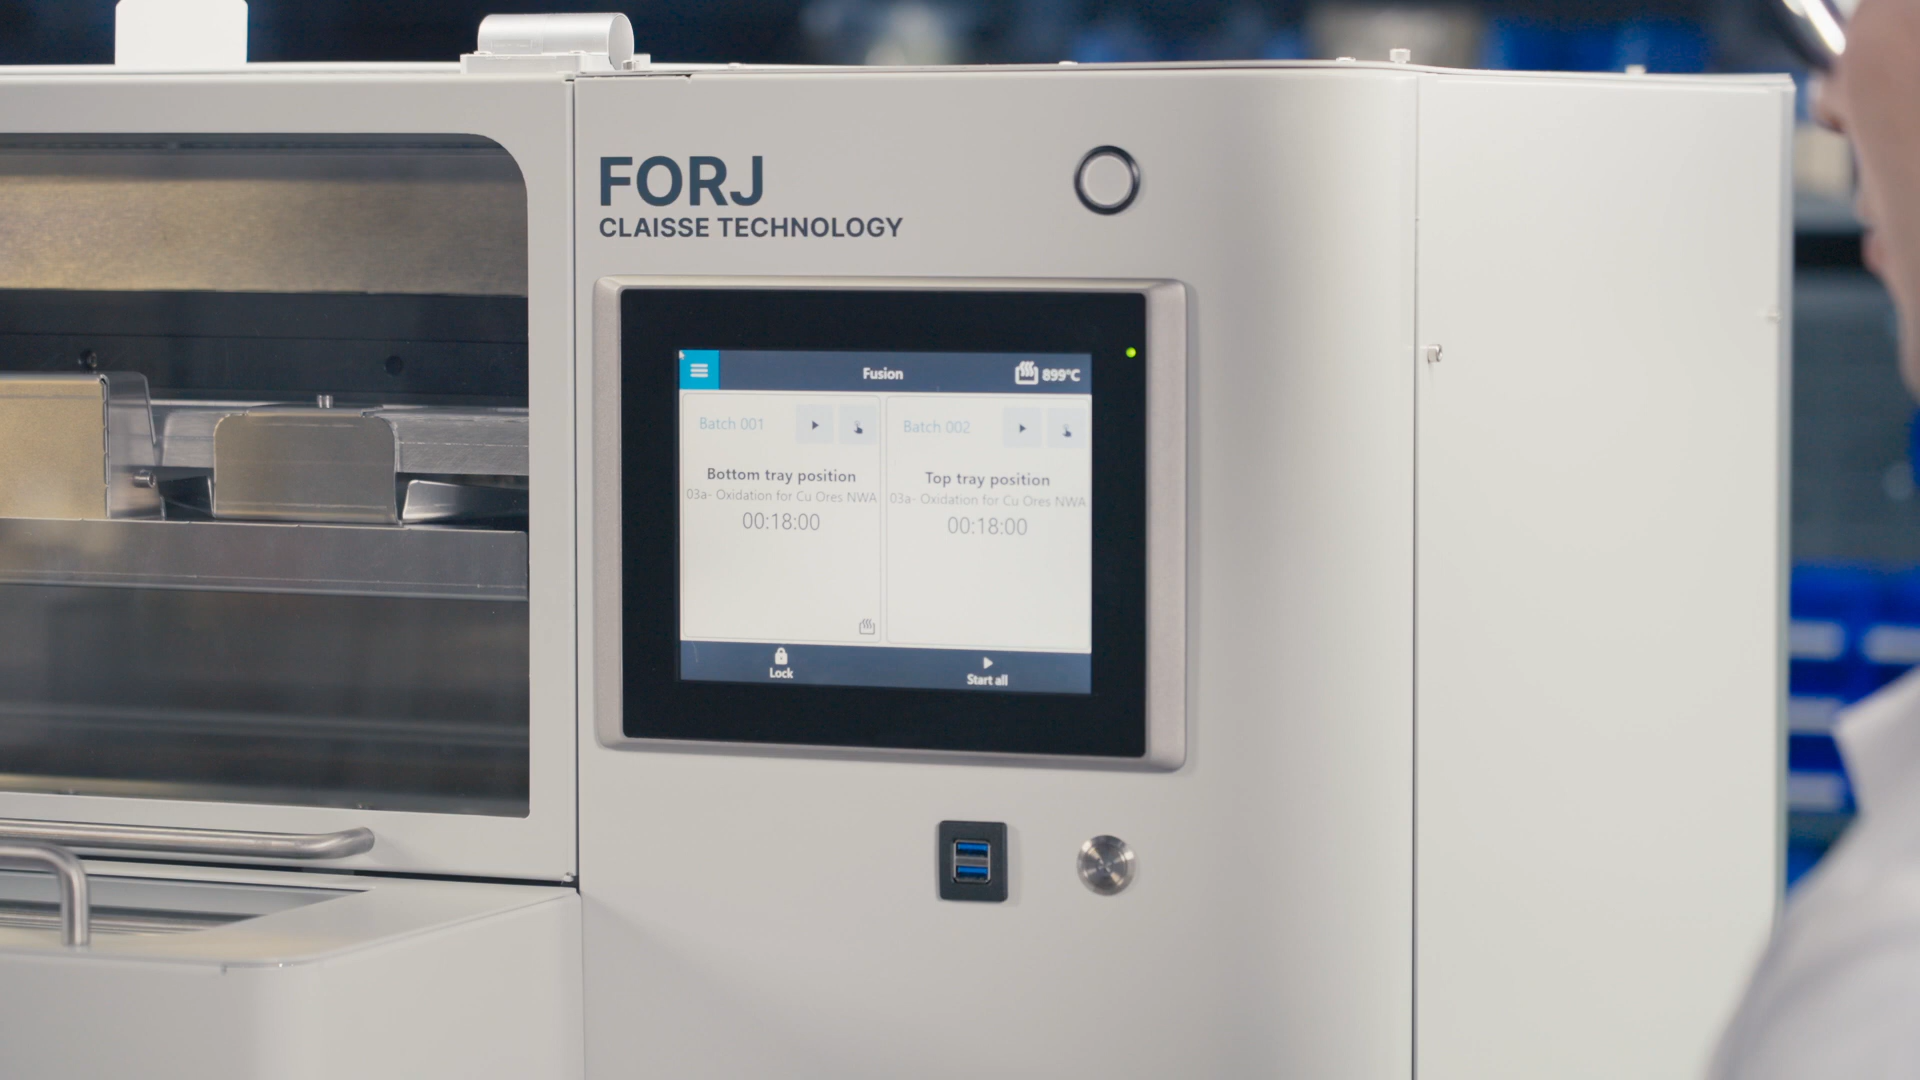 FORJ
CLAISSE TECHNOLOGY
Fusion
899°C
Batch 001
Batch 002
Bottom tray position
03a- Oxidation for Cu Ores NWA
00:18:00
Top tray position
03a- Oxidation for Cu Ores NWA
00:18:00
Lock
Start all